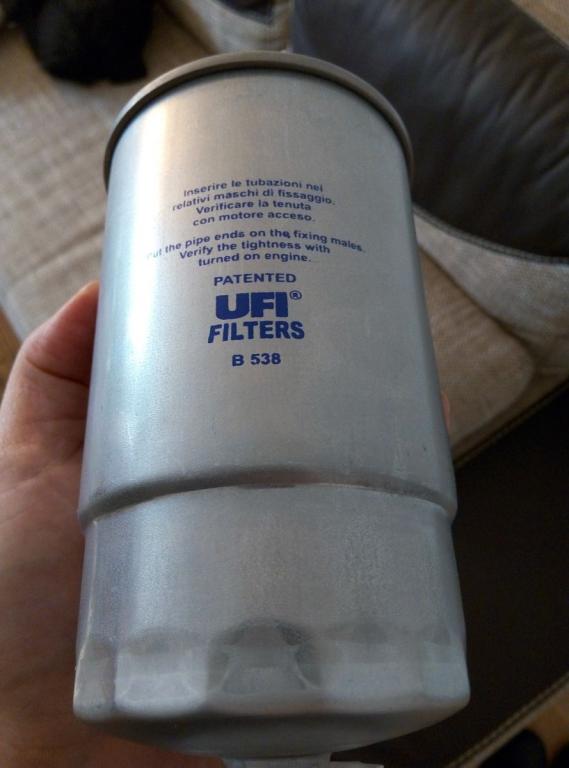 Inserire le tubazioni nei
relativi maschi di fissaggio.
Verificare la tenuta
con motore acceso.
Put the pipe ends on the fixing males.
Verify the tightness with
turned on engine.
PATENTED
UFI®
FILTERS
B 538